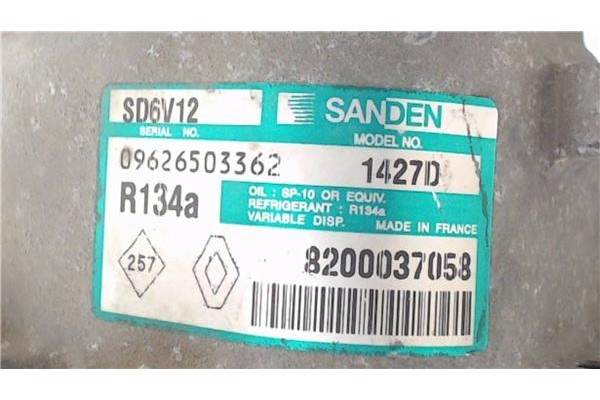 SD6V12 SANDEN
SERIAL NO. MODEL NO.
09626503362 1427D
R134a OIL : SP-10 OR EQUIV.
REFRIGERANT : R134a
VARIABLE DISP. MADE IN FRANCE
257 8200037058